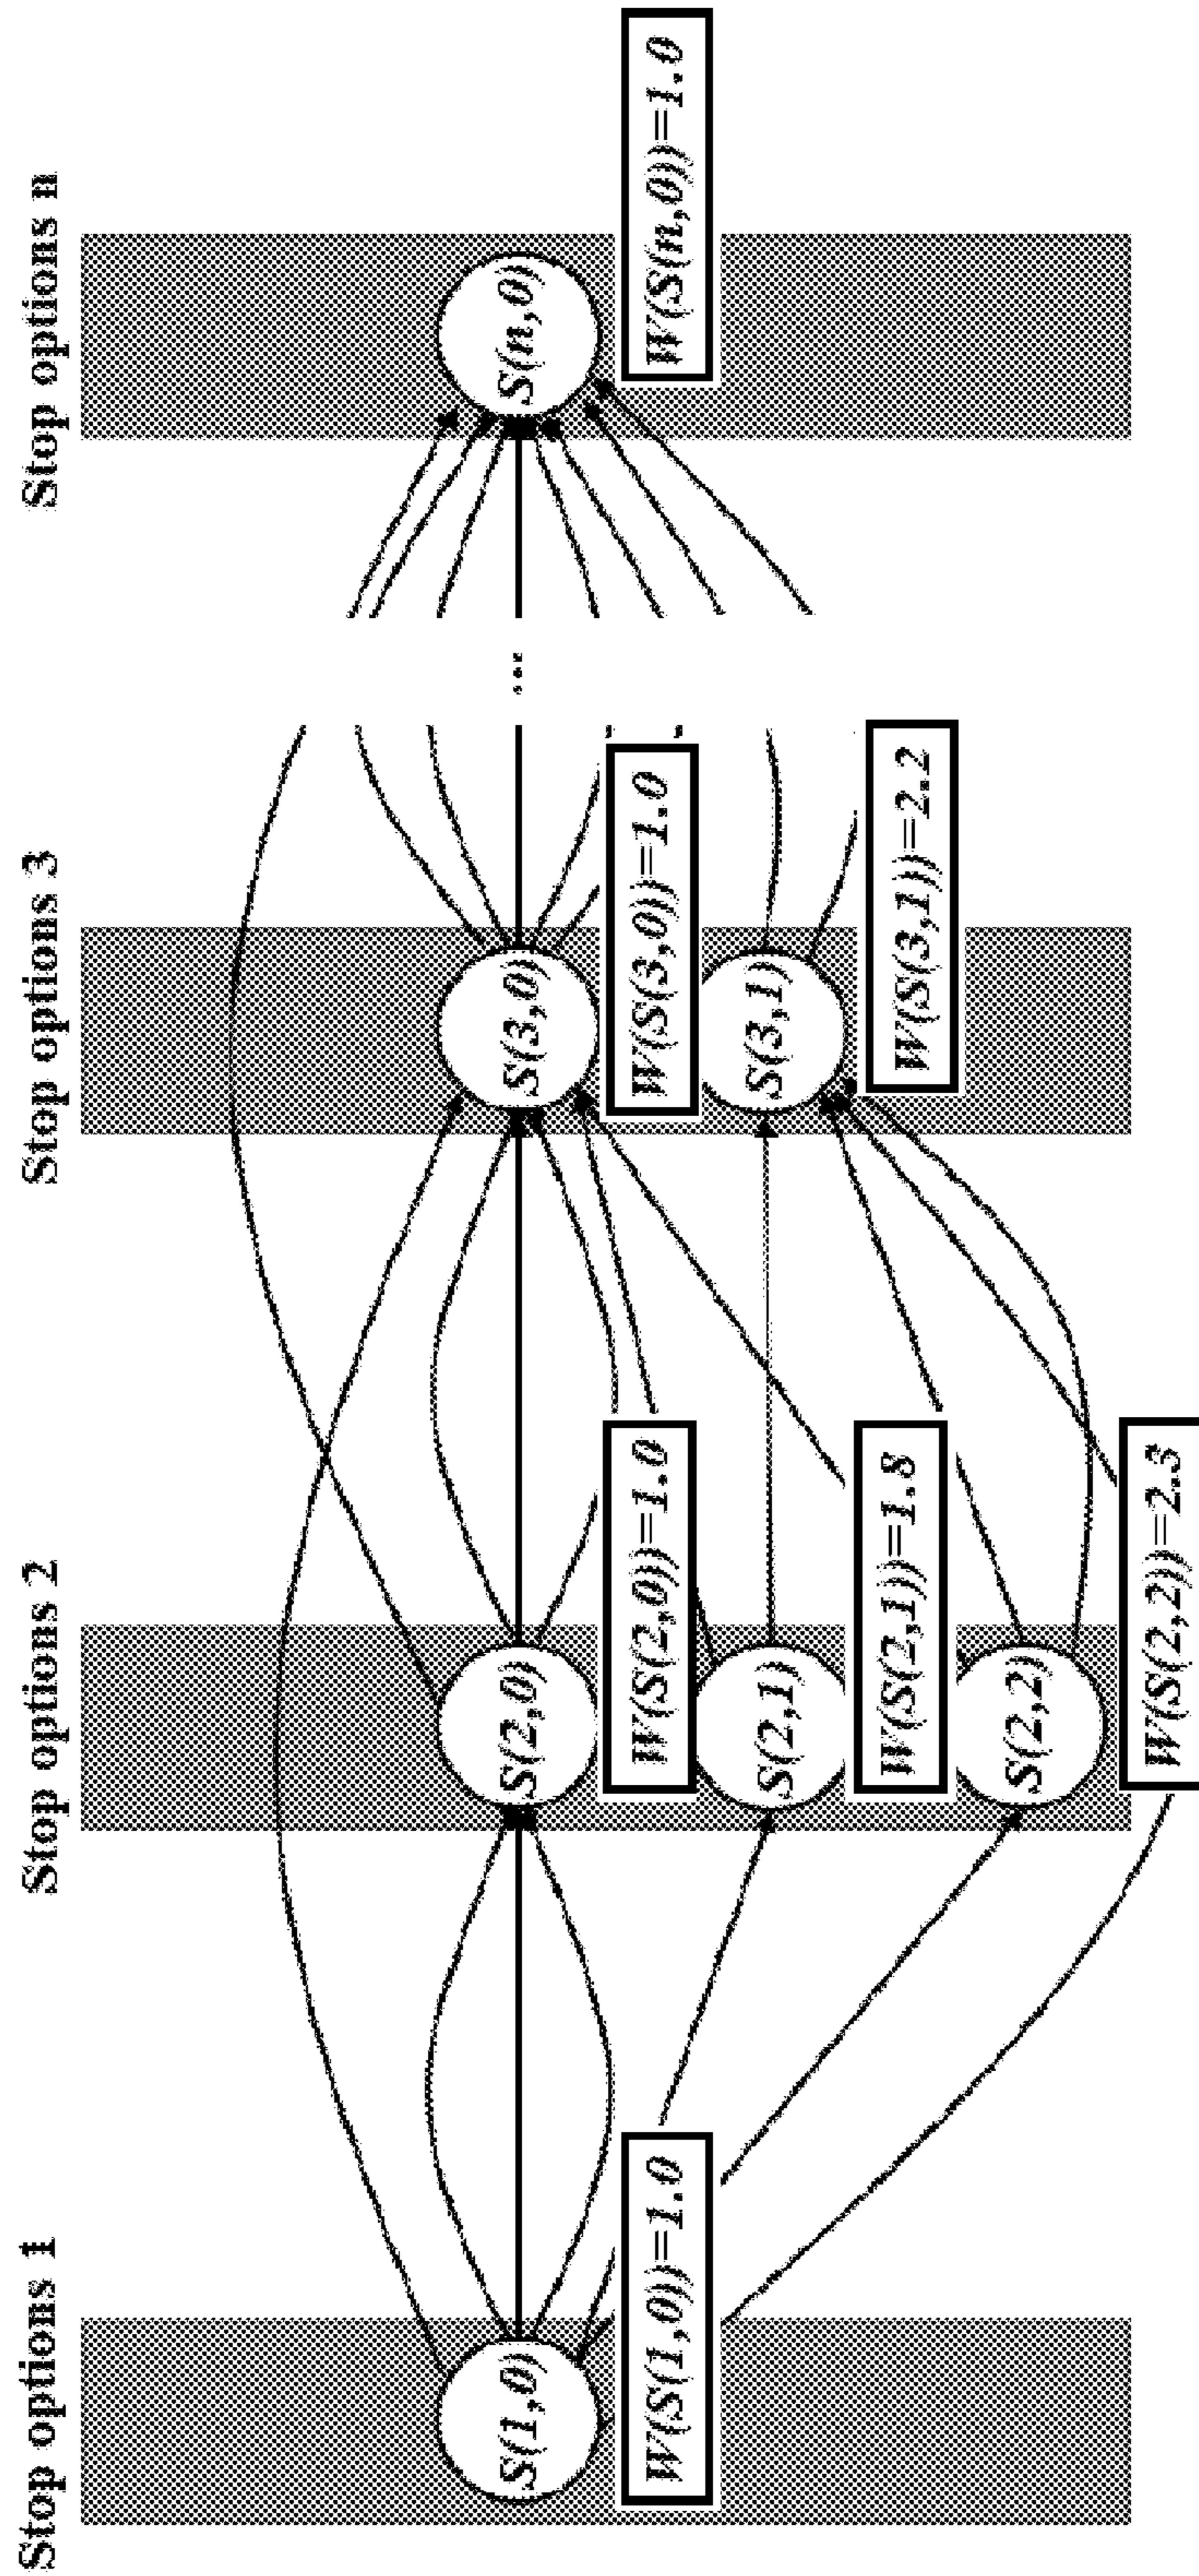 Stop options 1
Stop options 2
Stop options 3
Stop options n
S(1,0)
W(S(1,0))=1.0
S(2,0)
W(S(2,0))=1.0
S(2,1)
W(S(2,1))=1.8
S(2,2)
W(S(2,2))=2.3
S(3,0)
W(S(3,0))=1.0
S(3,1)
W(S(3,1))=2.2
...
S(n,0)
W(S(n,0))=1.0